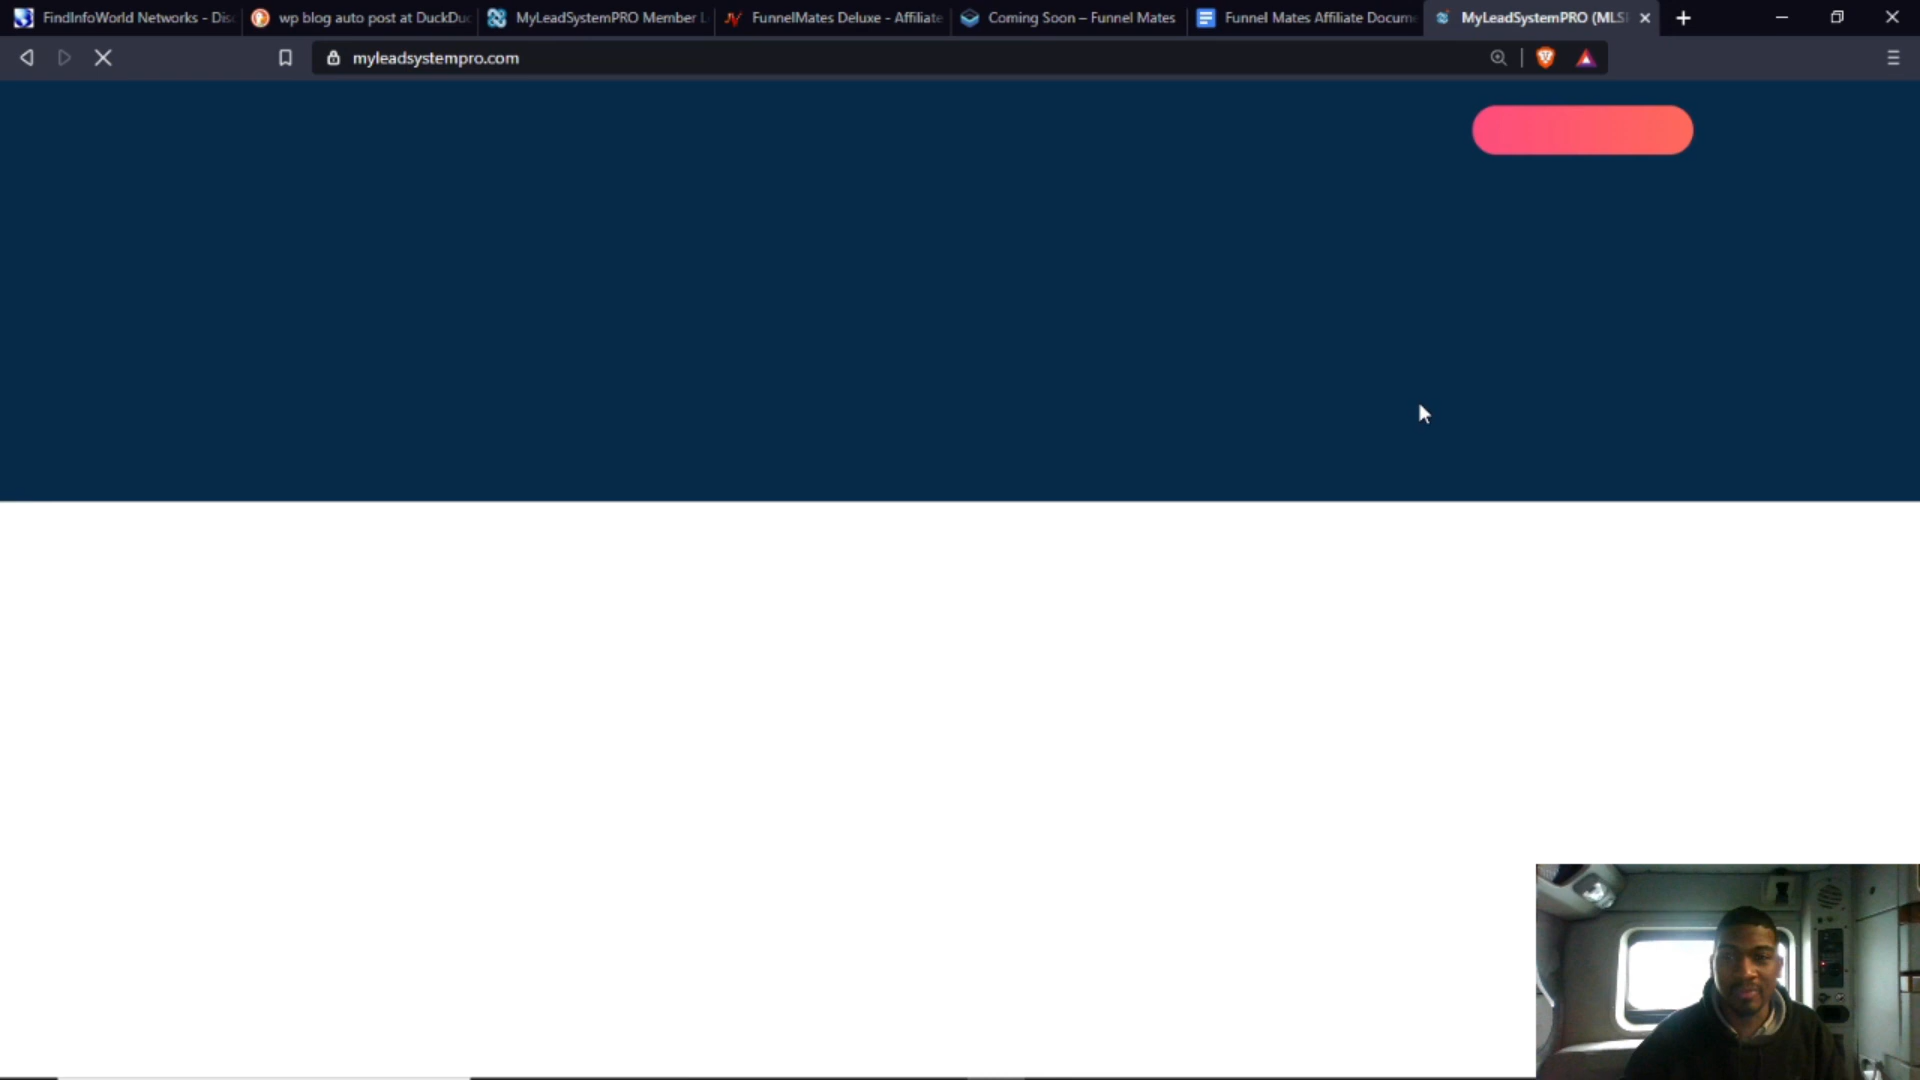 FindInfoWorld Networks - Dis
wp blog auto post at DuckDuc
MyLeadSystemPRO Member L
FunnelMates Deluxe - Affiliate
Coming Soon – Funnel Mates
Funnel Mates Affiliate Docum
MyLeadSystemPRO (MLS
myleadsystempro.com